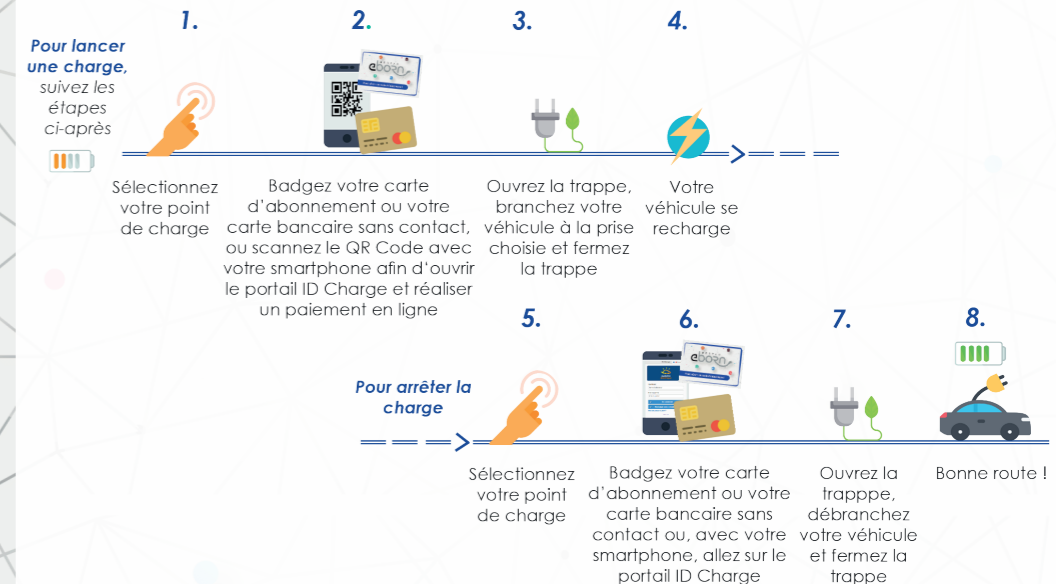 1.
2.
3.
4.
Pour lancer
une charge,
suivez les
étapes
ci-après
eborn
Sélectionnez
votre point
de charge
Badgez votre carte
d'abonnement ou votre
carte bancaire sans contact,
ou scannez le QR Code avec
votre smartphone afin d'ouvrir
le portail ID Charge et réaliser
un paiement en ligne
Ouvrez la trappe,
branchez votre
véhicule à la prise
choisie et fermez
la trappe
Votre
véhicule se
recharge
5.
6.
7.
8.
Pour arrêter la
charge
eborn
Sélectionnez
votre point
de charge
Badgez votre carte
d'abonnement ou votre
carte bancaire sans
contact ou, avec votre
smartphone, allez sur le
portail ID Charge
Ouvrez la
trapppe,
débranchez
votre véhicule
et fermez la
trappe
Bonne route !